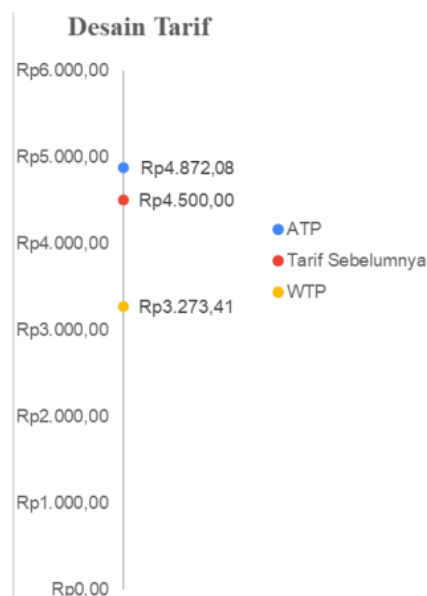 Desain Tarif
Rp6.000,00
Rp5.000,00
Rp4.872,08
Rp4.500,00
ATP
Rp4.000,00
Tarif Sebelumnya
WTP
Rp3.273,41
Rp3.000,00
Rp2.000,00
Rp1.000,00
Rp0,00